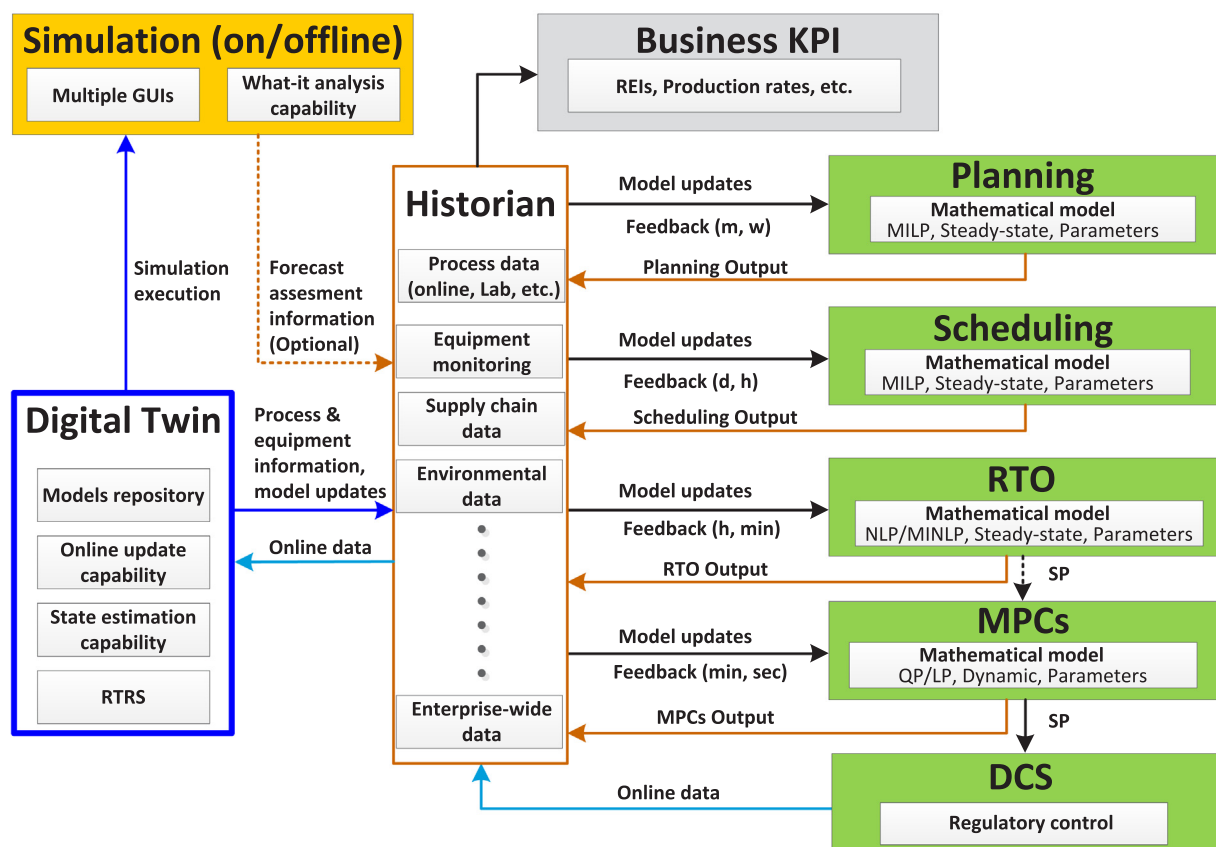 Simulation (on/offline)
Multiple GUIs
What-it analysis
capability
Business KPI
REIs, Production rates, etc.
Simulation
execution
Forecast
assesment
information
(Optional)
Digital Twin
Models repository
Online update
capability
State estimation
capability
RTRS
Process &
equipment
information,
model updates
Online data
Historian
Process data
(online, Lab, etc.)
Equipment
monitoring
Supply chain
data
Environmental
data
Enterprise-wide
data
Model updates
Feedback (m, w)
Planning Output
Planning
Mathematical model
MILP, Steady-state, Parameters
Model updates
Feedback (d, h)
Scheduling Output
Scheduling
Mathematical model
MILP, Steady-state, Parameters
Model updates
Feedback (h, min)
RTO Output
RTO
Mathematical model
NLP/MINLP, Steady-state, Parameters
SP
Model updates
Feedback (min, sec)
MPCs Output
MPCs
Mathematical model
QP/LP, Dynamic, Parameters
SP
Online data
DCS
Regulatory control